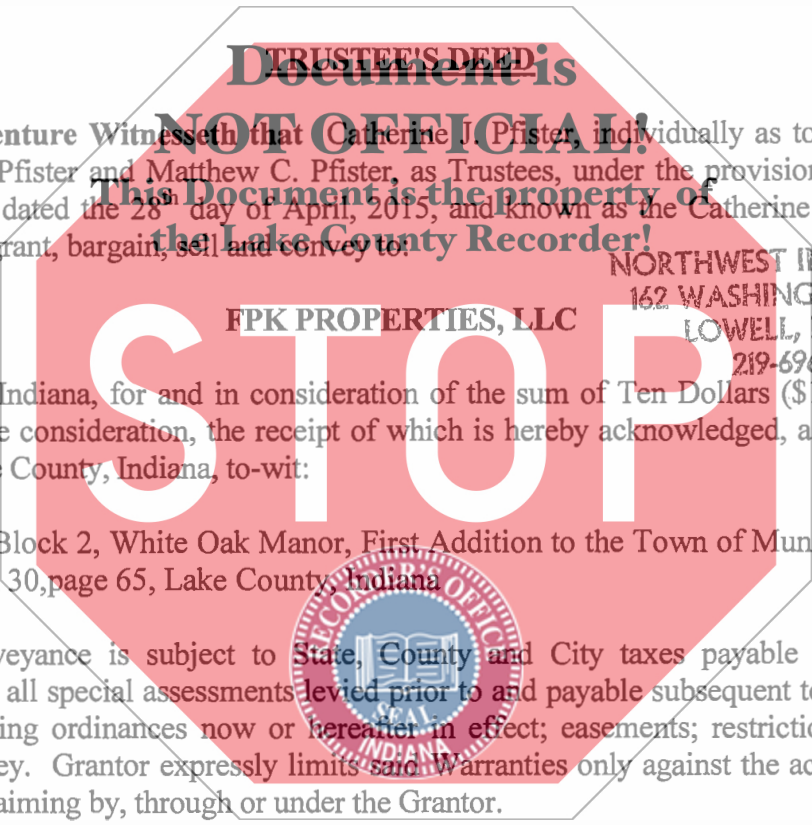 TRUSTEE'S DEED
Document is
NOT OFFICIAL!
This Document is the property of
the Lake County Recorder!
enture Witnesseth that Catherine J. Pfister, individually as to
Pfister and Matthew C. Pfister, as Trustees, under the provision
dated the 28th day of April, 2015, and known as the Catherine
rant, bargain, sell and convey to:
NORTHWEST I
162 WASHING
LOWELL,
219-696
FPK PROPERTIES, LLC
STOP
Indiana, for and in consideration of the sum of Ten Dollars ($
e consideration, the receipt of which is hereby acknowledged, a
e County, Indiana, to-wit:
Block 2, White Oak Manor, First Addition to the Town of Mun
30,page 65, Lake County, Indiana
RECORDER'S OFFICE
SEAL
INDIANA
veyance is subject to State, County and City taxes payable
all special assessments levied prior to and payable subsequent to
ing ordinances now or hereafter in effect; easements; restrictio
ey. Grantor expressly limits said Warranties only against the ac
aiming by, through or under the Grantor.